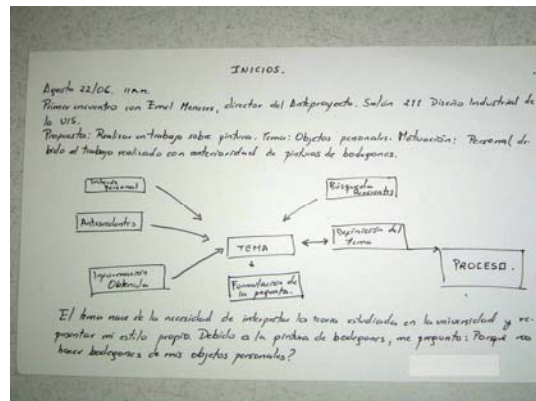 INICIOS.
Agosto 22/06. 11 a.m.
Primer encuentro con Emel Meneses, director del Anteproyecto. Salón 211 Diseño Industrial de
la UIS.
Propuesta: Realizar un trabajo sobre pintura. Tema: Objetos personales. Motivación: Personal de-
bido al trabajo realizado con anterioridad de pinturas de bodegones.
Personal
Búsqueda
Antecedentes
Definición del
Tema
TEMA
PROCESO.
Información
Obtenida
Formulación de
la pregunta.
El tema nace de la necesidad de interpretar la teoría estudiada en la universidad y re-
presentar mi estilo propio. Debido a la pintura de bodegones, me pregunto: Porqué no
hacer bodegones de mis objetos personales?